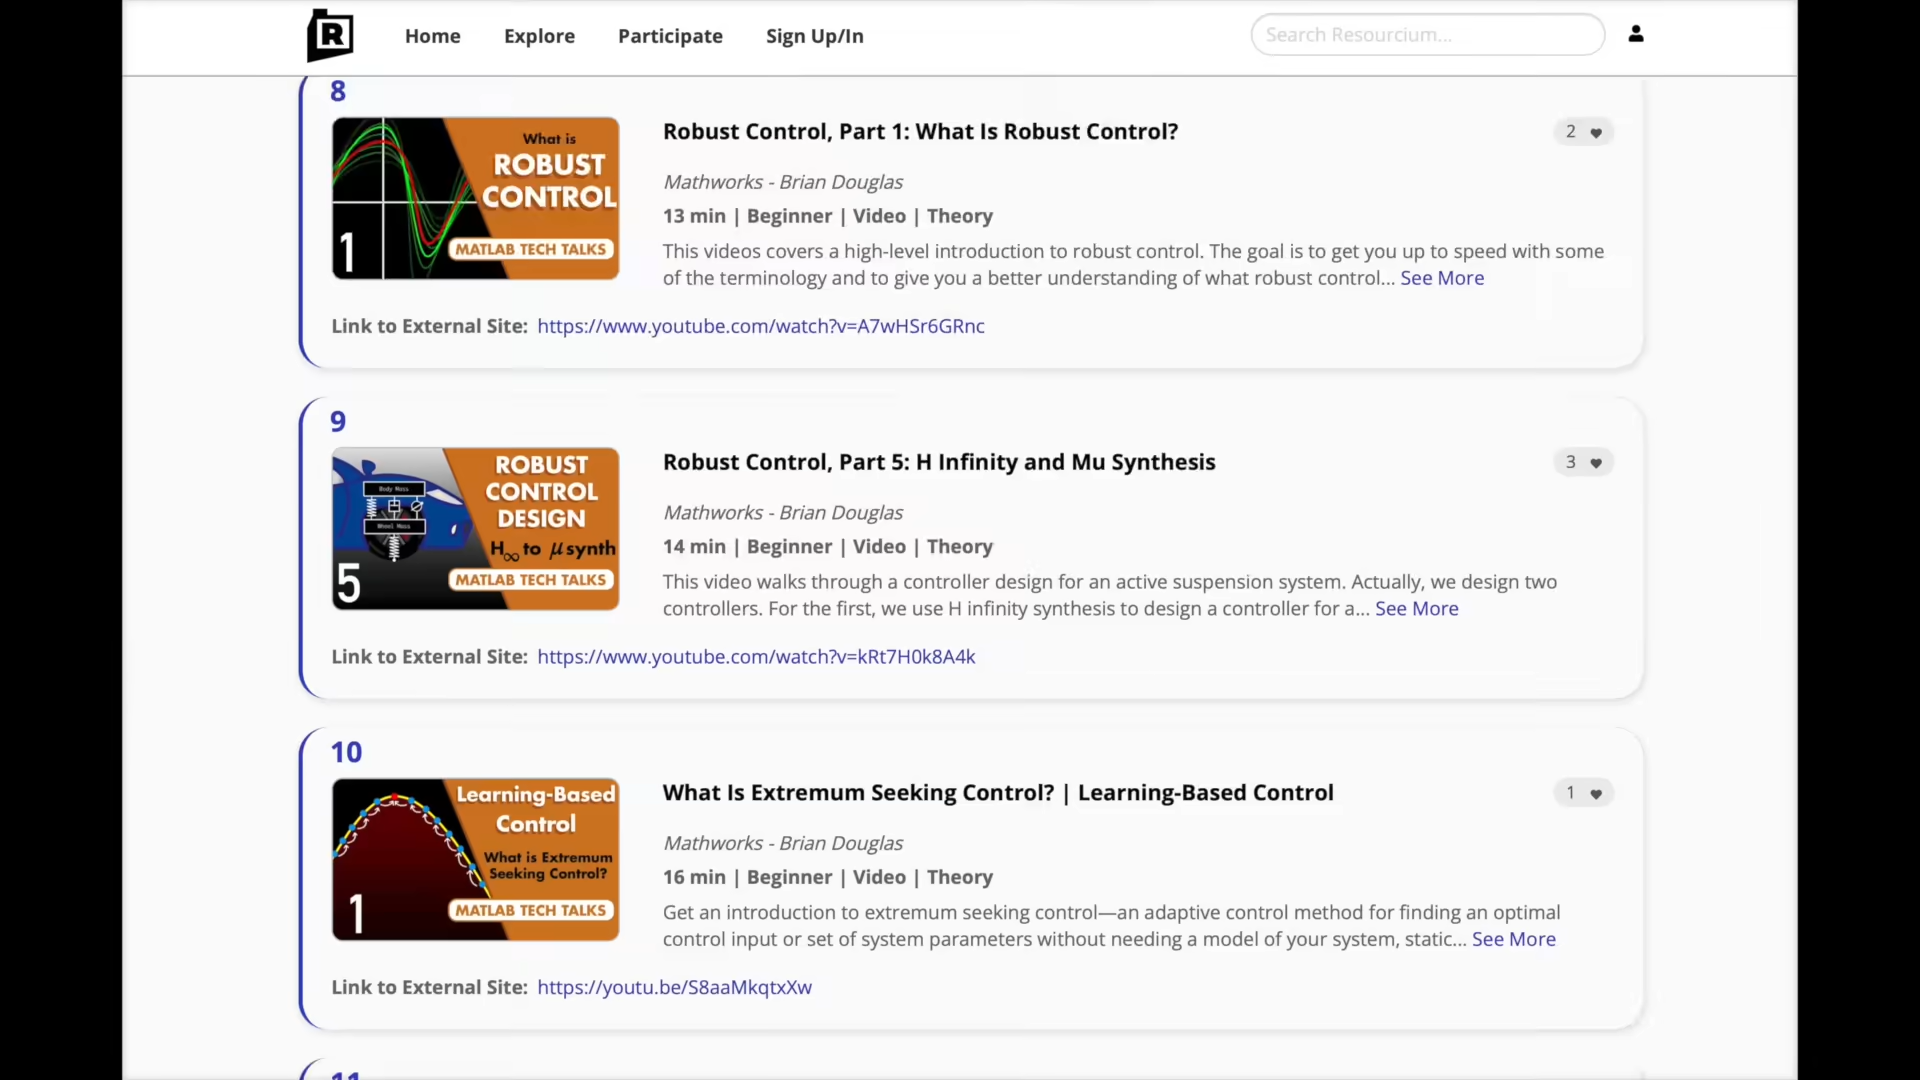 R
Home
Explore
Participate
Sign Up/In
Search Resourcium...
8
What is
ROBUST
CONTROL
1
MATLAB TECH TALKS
Robust Control, Part 1: What Is Robust Control?
2
Mathworks - Brian Douglas
13 min | Beginner | Video | Theory
This videos covers a high-level introduction to robust control. The goal is to get you up to speed with some
of the terminology and to give you a better understanding of what robust control... See More
Link to External Site: https://www.youtube.com/watch?v=A7wHSr6GRnc
9
ROBUST
CONTROL
DESIGN
H∞ to μ synth
Body Mass
Wheel Mass
5
MATLAB TECH TALKS
Robust Control, Part 5: H Infinity and Mu Synthesis
3
Mathworks - Brian Douglas
14 min | Beginner | Video | Theory
This video walks through a controller design for an active suspension system. Actually, we design two
controllers. For the first, we use H infinity synthesis to design a controller for a... See More
Link to External Site: https://www.youtube.com/watch?v=kRt7H0k8A4k
10
Learning-Based
Control
What is Extremum
Seeking Control?
1
MATLAB TECH TALKS
What Is Extremum Seeking Control? | Learning-Based Control
1
Mathworks - Brian Douglas
16 min | Beginner | Video | Theory
Get an introduction to extremum seeking control—an adaptive control method for finding an optimal
control input or set of system parameters without needing a model of your system, static... See More
Link to External Site: https://youtu.be/S8aaMkqtxXw
11